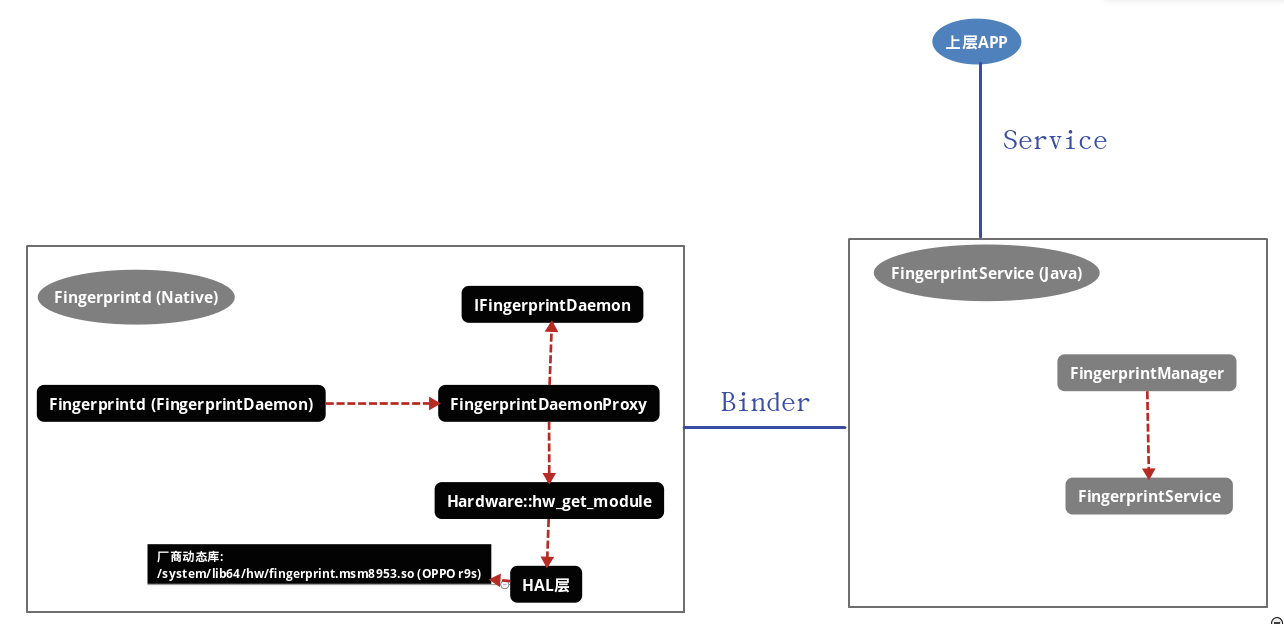 上层APP
Service
FingerprintService (Java)
Fingerprintd (Native)
IFingerprintDaemon
FingerprintManager
Binder
Fingerprintd (FingerprintDaemon)
FingerprintDaemonProxy
Hardware::hw_get_module
FingerprintService
厂商动态库:
/system/lib64/hw/fingerprint.msm8953.so (OPPO r9s)
HAL层